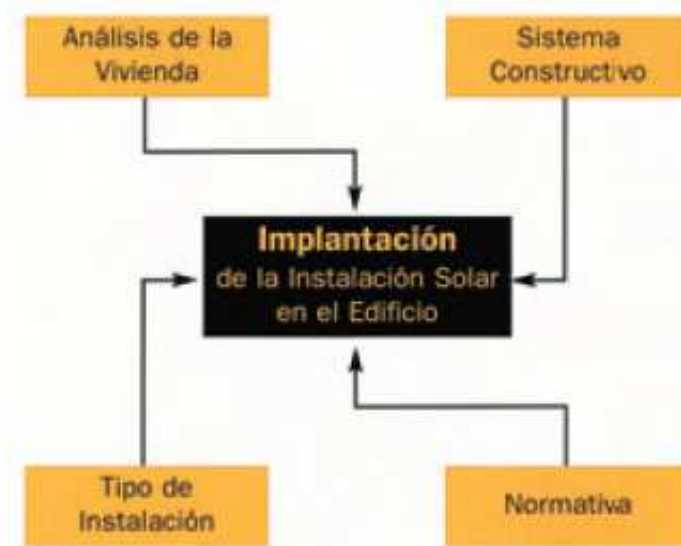 Análisis de la
Vivienda
Sistema
Constructivo
Implantación
de la Instalación Solar
en el Edificio
Tipo de
Instalación
Normativa